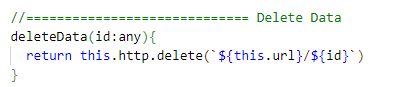 //============================= Delete Data
deleteData(id:any){
return this.http.delete(`${this.url}/${id}`)
}